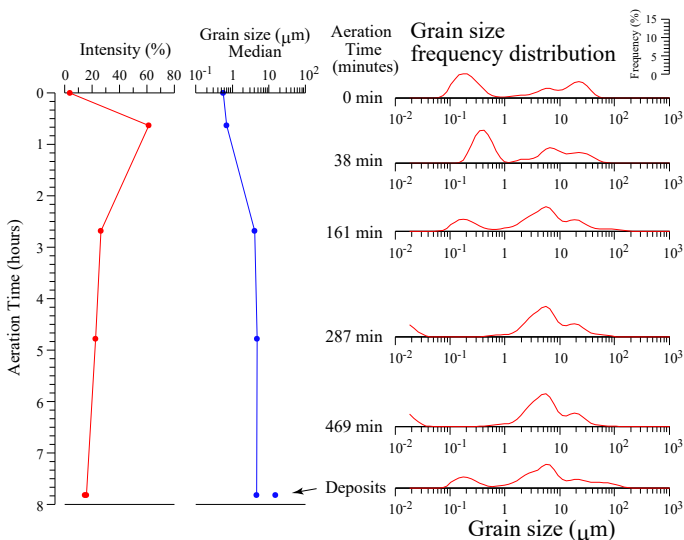 Intensity (%)
0 20 40 60 80
Grain size (μm)
Median
10-1 1 10 102
Aeration
Time
(minutes)
Grain size
frequency distribution
Frequency (%)
15
10
5
0
Aeration Time (hours)
0
1
2
3
4
5
6
7
8
0 min
10-2 10-1 1 10 102 103
38 min
10-2 10-1 1 10 102 103
161 min
10-2 10-1 1 10 102 103
287 min
10-2 10-1 1 10 102 103
469 min
10-2 10-1 1 10 102 103
Deposits
10-2 10-1 1 10 102 103
Grain size (μm)